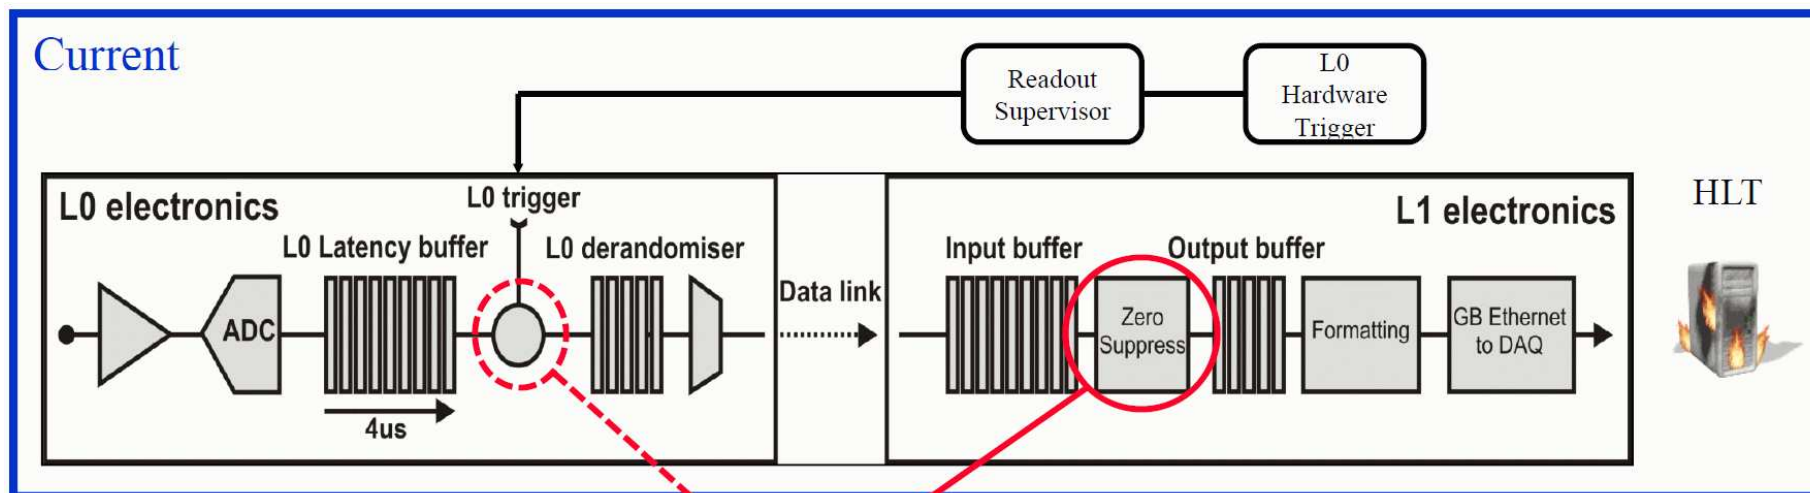 Current
Readout
Supervisor
L0
Hardware
Trigger
L0 electronics
L0 trigger
L0 Latency buffer
L0 derandomiser
ADC
4us
Data link
L1 electronics
Input buffer
Output buffer
Zero
Suppress
Formatting
GB Ethernet
to DAQ
HLT